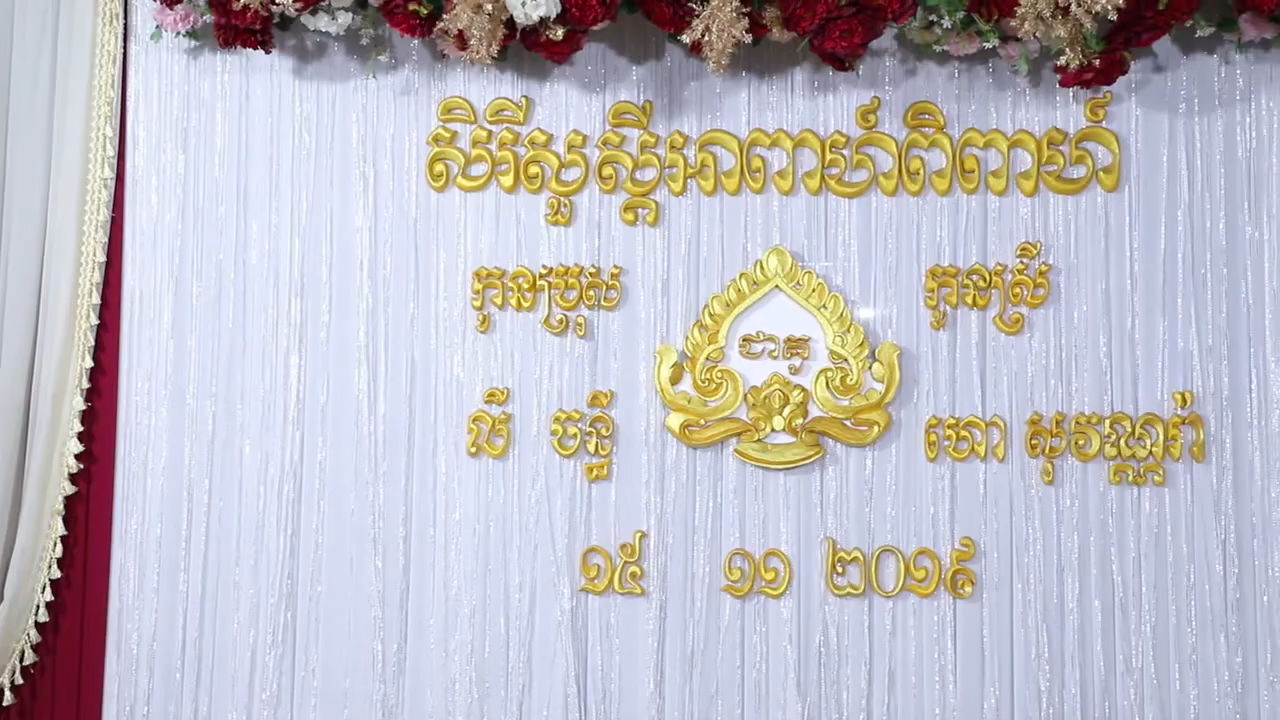 សិរីសួស្តីអាពាហ៍ពិពាហ៍
កូនប្រុស
កូនស្រី
ជាគូ
លី ចន្ធី
ហោ សុវណ្ណរ៉ា
១៥ ១១ ២០១៩